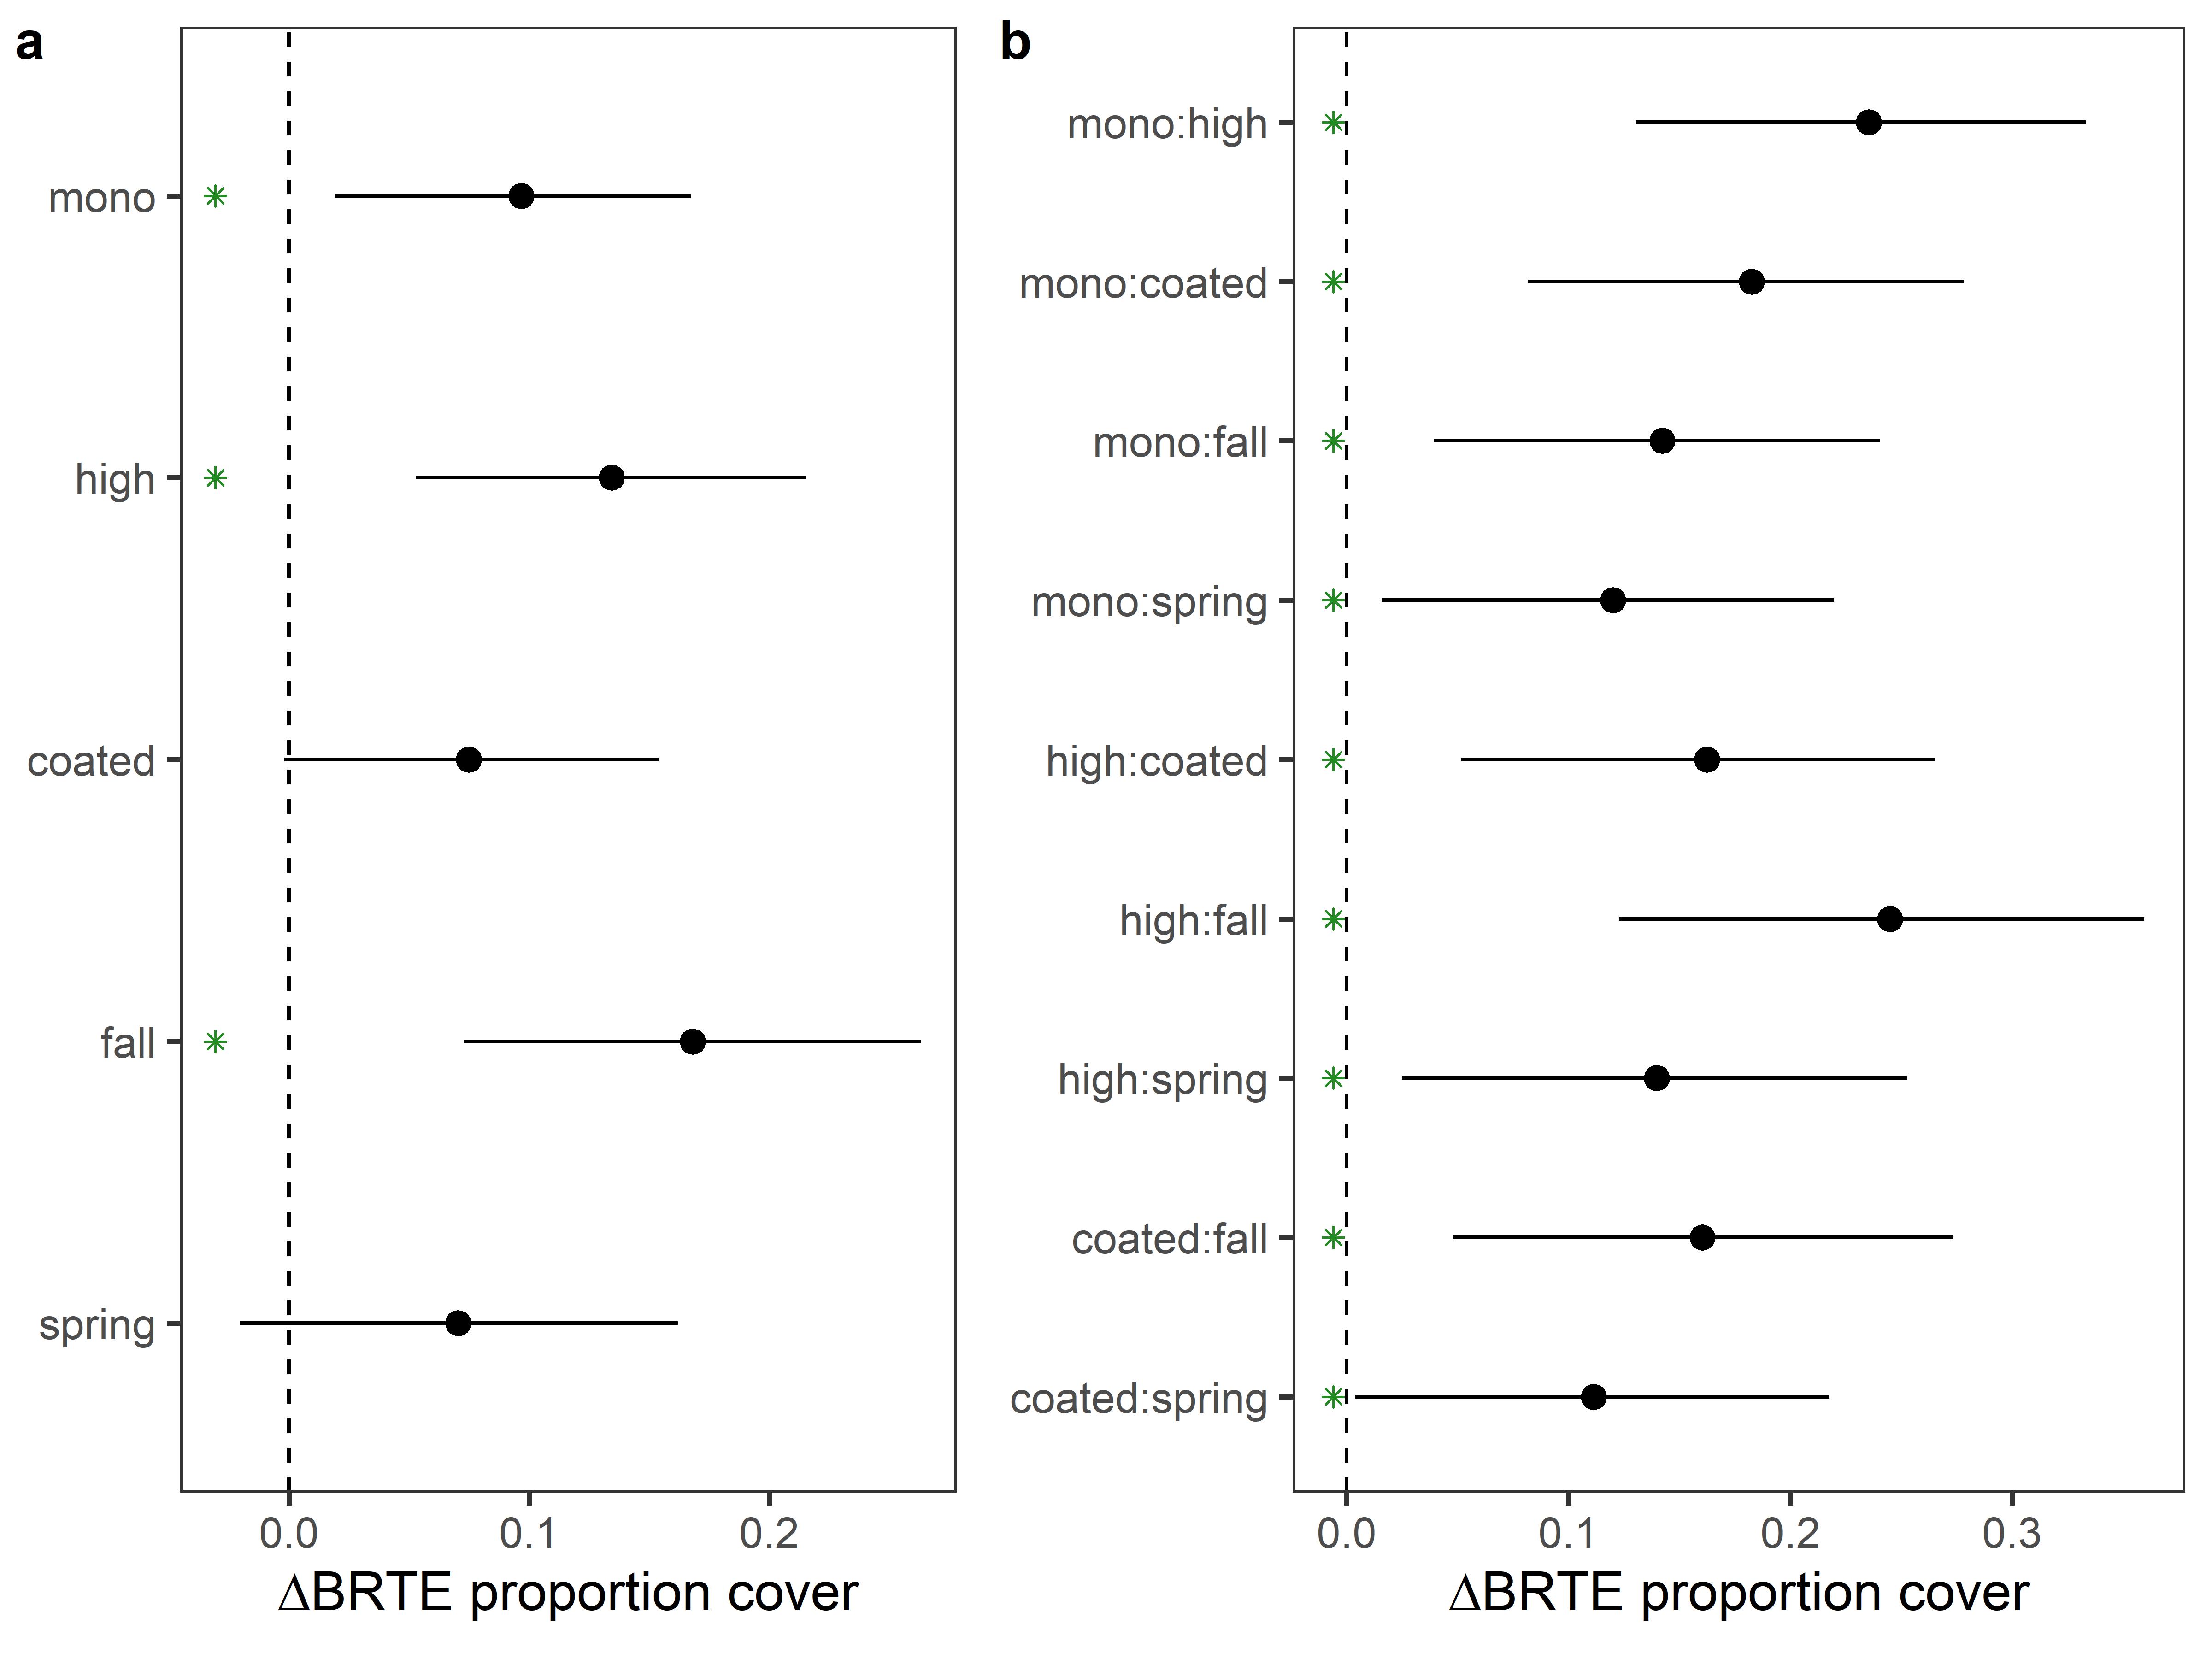 a
mono
high
coated
fall
spring
0.0 0.1 0.2
ΔBRTE proportion cover
b
mono:high
mono:coated
mono:fall
mono:spring
high:coated
high:fall
high:spring
coated:fall
coated:spring
0.0 0.1 0.2 0.3
ΔBRTE proportion cover